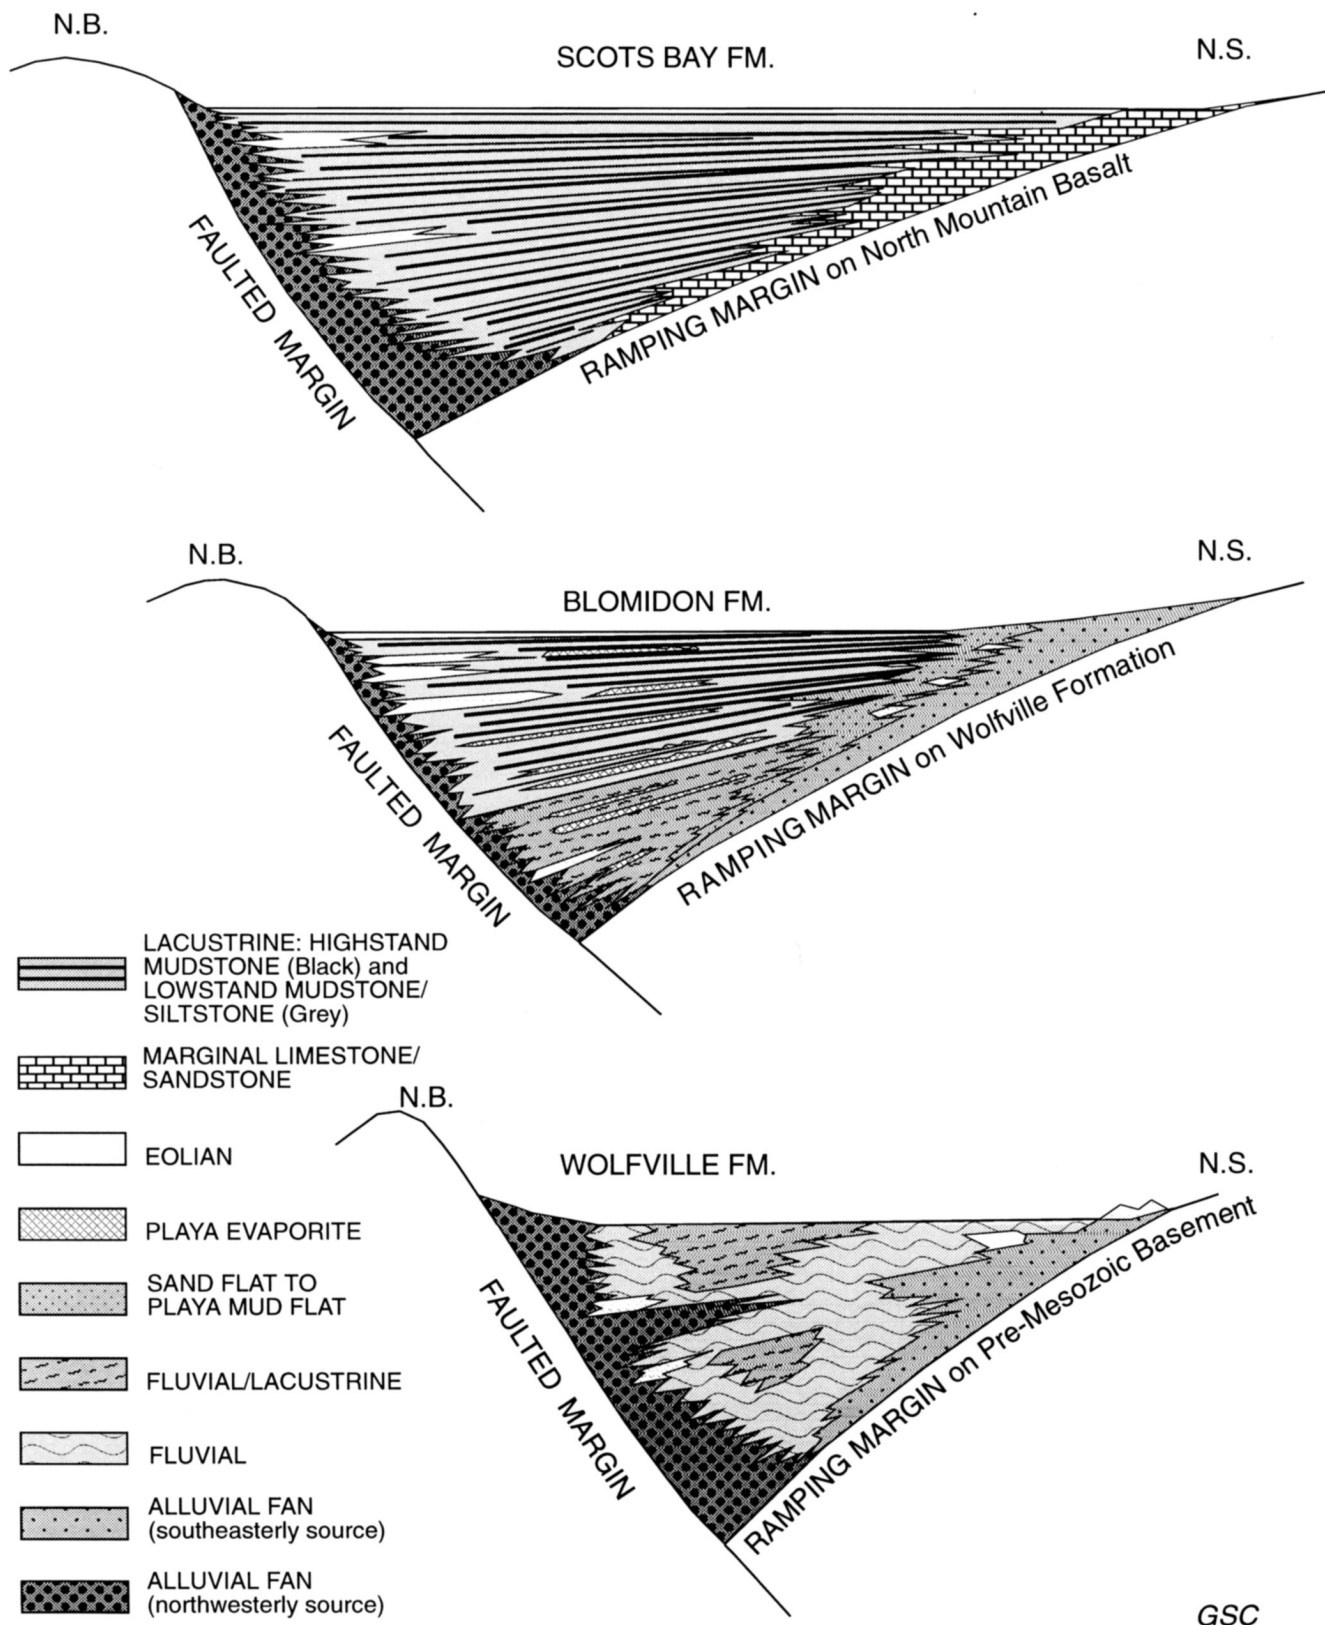 N.B.
SCOTS BAY FM.
N.S.
FAULTED MARGIN
RAMPING MARGIN on North Mountain Basalt
N.B.
BLOMIDON FM.
N.S.
FAULTED MARGIN
RAMPING MARGIN on Wolfville Formation
LACUSTRINE: HIGHSTAND
MUDSTONE (Black) and
LOWSTAND MUDSTONE/
SILTSTONE (Grey)
MARGINAL LIMESTONE/
SANDSTONE
EOLIAN
PLAYA EVAPORITE
SAND FLAT TO
PLAYA MUD FLAT
FLUVIAL/LACUSTRINE
FLUVIAL
ALLUVIAL FAN
(southeasterly source)
ALLUVIAL FAN
(northwesterly source)
N.B.
WOLFVILLE FM.
N.S.
FAULTED MARGIN
RAMPING MARGIN on Pre-Mesozoic Basement
GSC